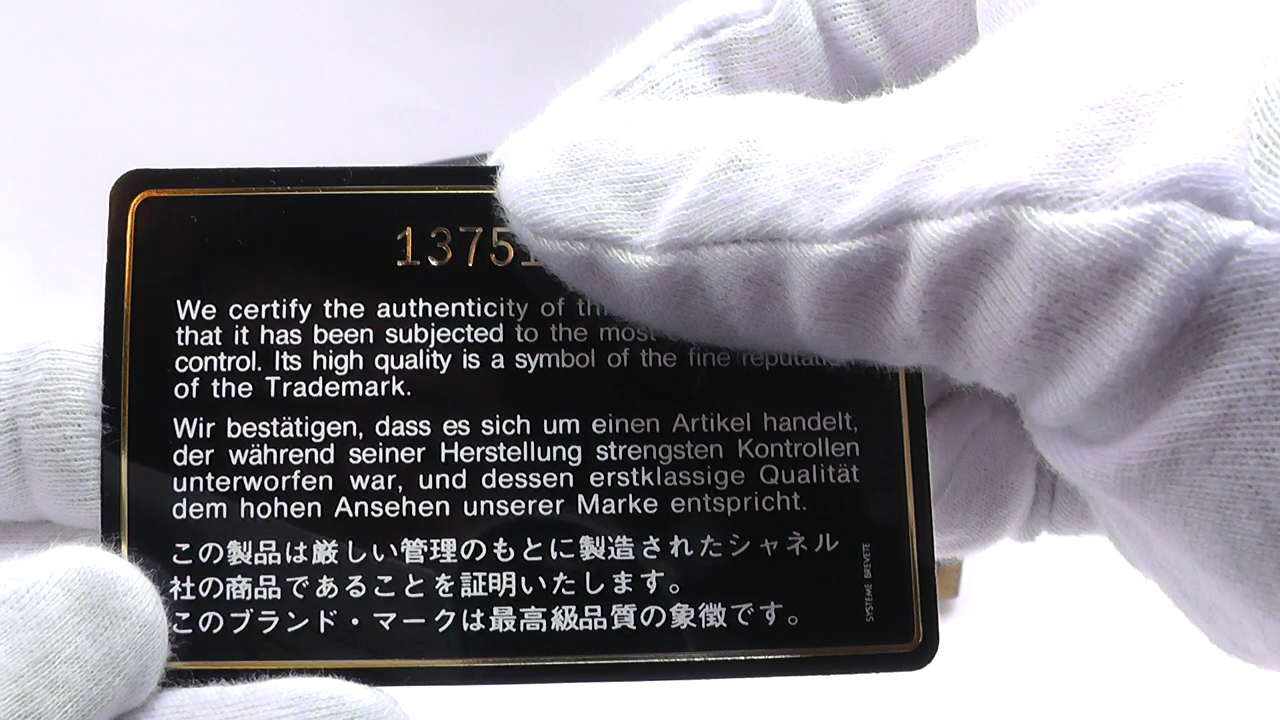 1375
We certify the authenticity of
that it has been subjected to the most
control. Its high quality is a symbol of the fine
of the Trademark.
Wir bestätigen, dass es sich um einen Artikel handelt,
der während seiner Herstellung strengsten Kontrollen
unterworfen war, und dessen erstklassige Qualität
dem hohen Ansehen unserer Marke entspricht.
この製品は厳しい管理のもとに製造されたシャネル
社の商品であることを証明いたします。
このブランド・マークは最高級品質の象徴です。
SYSTEME BREVETE